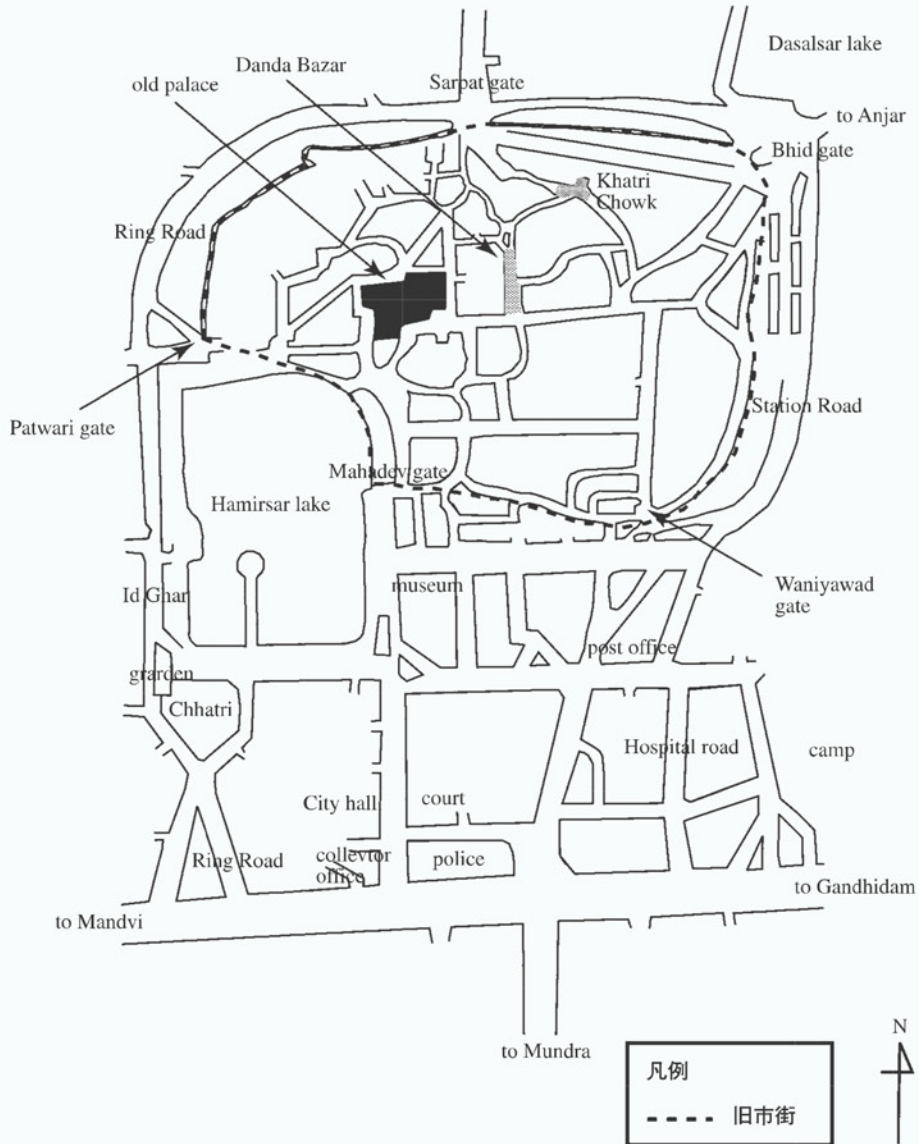 Dasalsar lake
Danda Bazar
old palace
Sarpat gate
to Anjar
Bhid gate
Khatri
Chowk
Ring Road
Patwari gate
Station Road
Mahadev gate
Hamirsar lake
Waniyawad
gate
Id Ghar
museum
post office
grarden
Chhatri
Hospital road
camp
City hall
court
Ring Road
collevtor
office
police
to Gandhidam
to Mandvi
to Mundra
N
凡例
旧市街